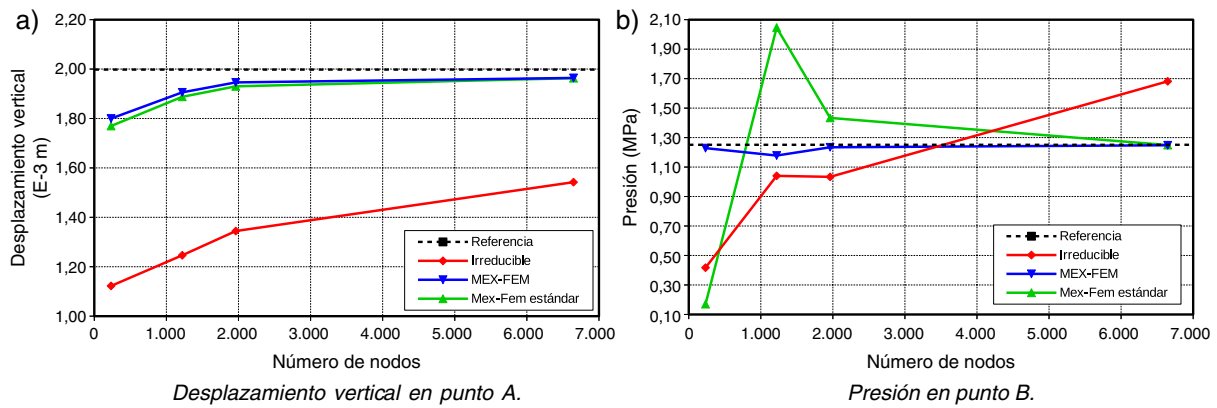 a)
Desplazamiento vertical
(E-3 m)
2,20
2,00
1,80
1,60
1,40
1,20
1,00
0 1.000 2.000 3.000 4.000 5.000 6.000 7.000
Número de nodos
Referencia
Irreducible
MEX-FEM
Mex-Fem estándar
Desplazamiento vertical en punto A.
b)
Presión (MPa)
2,10
1,90
1,70
1,50
1,30
1,10
0,90
0,70
0,50
0,30
0,10
0 1.000 2.000 3.000 4.000 5.000 6.000 7.000
Número de nodos
Referencia
Irreducible
MEX-FEM
Mex-Fem estándar
Presión en punto B.